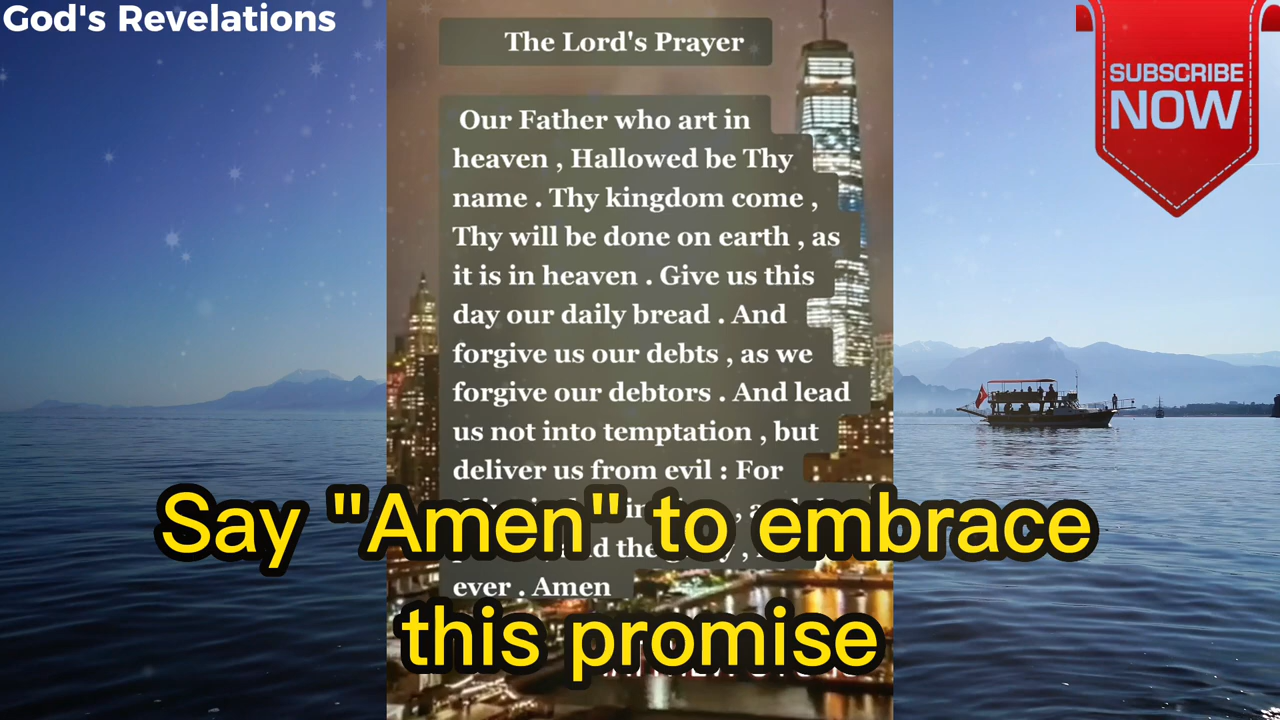 God's Revelations
SUBSCRIBE
NOW
The Lord's Prayer
Our Father who art in
heaven , Hallowed be Thy
name . Thy kingdom come ,
Thy will be done on earth , as
it is in heaven . Give us this
day our daily bread . And
forgive us our debts , as we
forgive our debtors . And lead
us not into temptation , but
deliver us from evil : For
the
ever . Amen
Say "Amen" to embrace
this promise